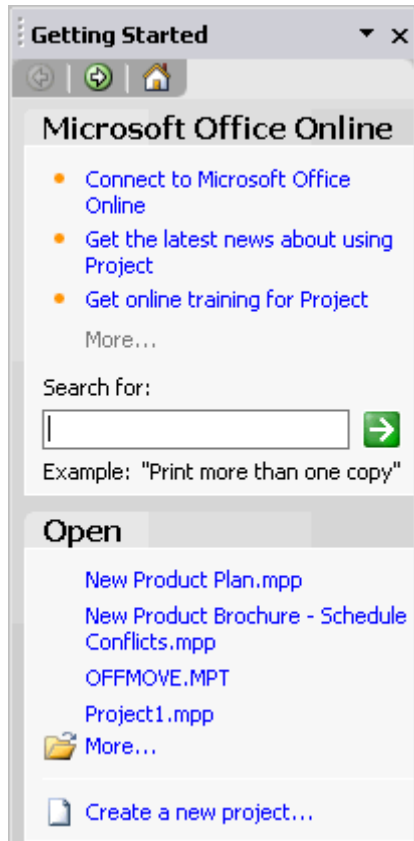 Getting Started
Microsoft Office Online
Connect to Microsoft Office
Online
Get the latest news about using
Project
Get online training for Project
More...
Search for:
Example: "Print more than one copy"
Open
New Product Plan.mpp
New Product Brochure - Schedule
Conflicts.mpp
OFFMOVE.MPT
Project1.mpp
More...
Create a new project...